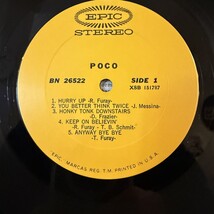 EPIC
STEREO
POCO
BN 26522 SIDE 1
XSB 151757
1. HURRY UP -R. Furay-
2. YOU BETTER THINK TWICE -J. Messina-
3. HONKY TONK DOWNSTAIRS
-D. Frazier-
4. KEEP ON BELIEVIN'
-R. Furay - T. B. Schmit-
5. ANYWAY BYE BYE
-T. Furay-
"EPIC", MARCAS REG. T.M. PRINTED IN U.S.A.